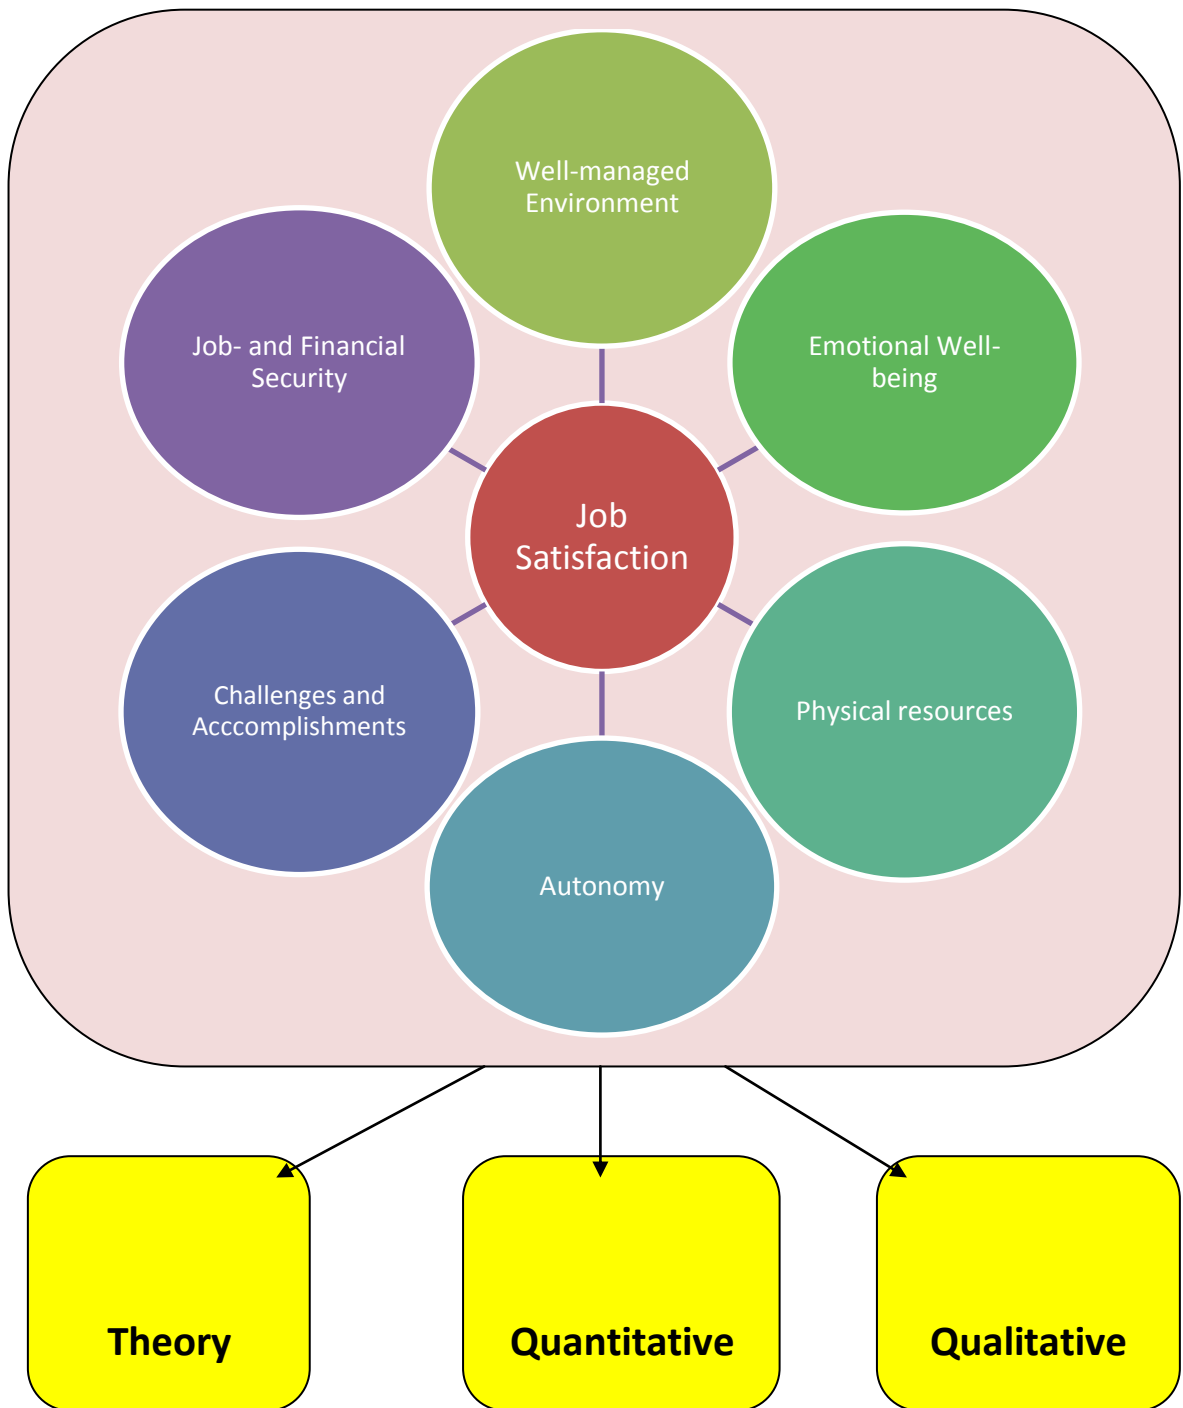 Well-managed
Environment
Job- and Financial
Security
Emotional Well-
being
Job
Satisfaction
Challenges and
Acccomplishments
Physical resources
Autonomy
Theory
Quantitative
Qualitative